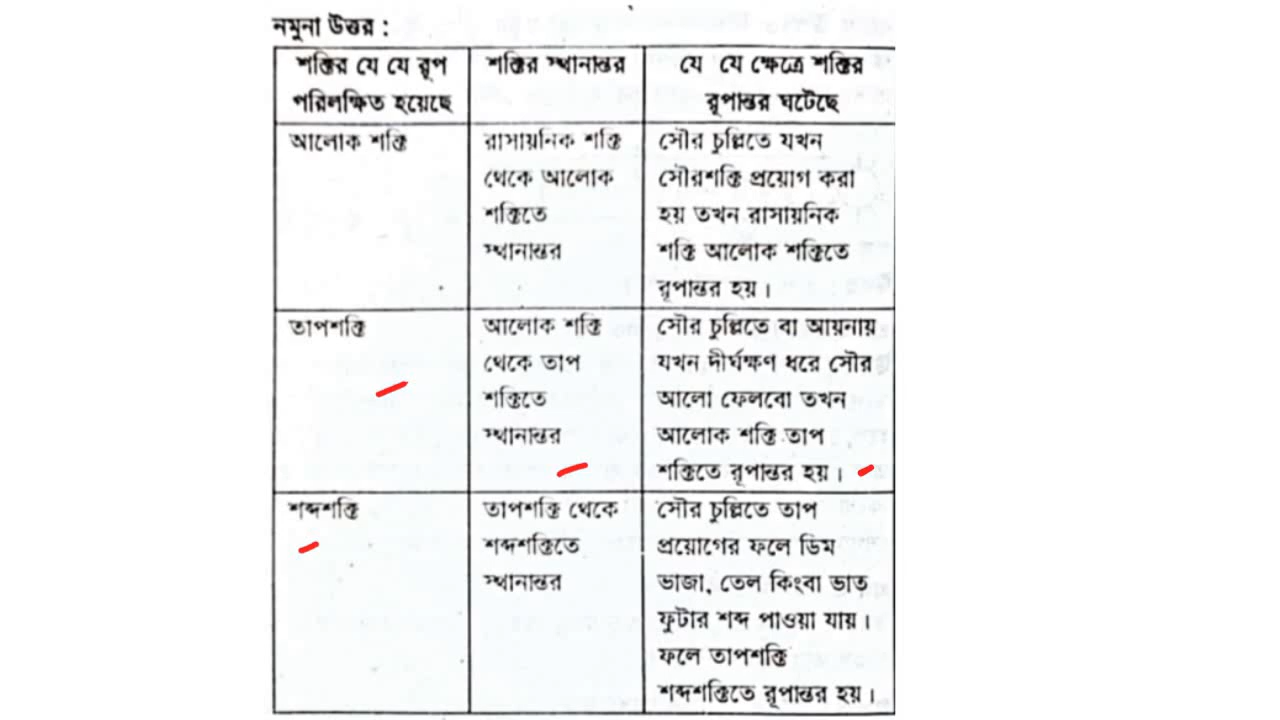 নমুনা উত্তর :
শক্তির যে যে রূপ
পরিলক্ষিত হয়েছে
শক্তির স্থানান্তর
যে যে ক্ষেত্রে শক্তির
রূপান্তর ঘটেছে
আলোক শক্তি
রাসায়নিক শক্তি
থেকে আলোক
শক্তিতে
স্থানান্তর
সৌর চুল্লিতে যখন
সৌরশক্তি প্রয়োগ করা
হয় তখন রাসায়নিক
শক্তি আলোক শক্তিতে
রূপান্তর হয়।
তাপশক্তি
আলোক শক্তি
থেকে তাপ
শক্তিতে
স্থানান্তর
সৌর চুল্লিতে বা আয়নায়
যখন দীর্ঘক্ষণ ধরে সৌর
আলো ফেলবো তখন
আলোক শক্তি তাপ
শক্তিতে রূপান্তর হয়।
শব্দশক্তি
তাপশক্তি থেকে
শব্দশক্তিতে
স্থানান্তর
সৌর চুল্লিতে তাপ
প্রয়োগের ফলে ডিম
ভাজা, তেল কিংবা ভাত
ফুটার শব্দ পাওয়া যায়।
ফলে তাপশক্তি
শব্দশক্তিতে রূপান্তর হয়।